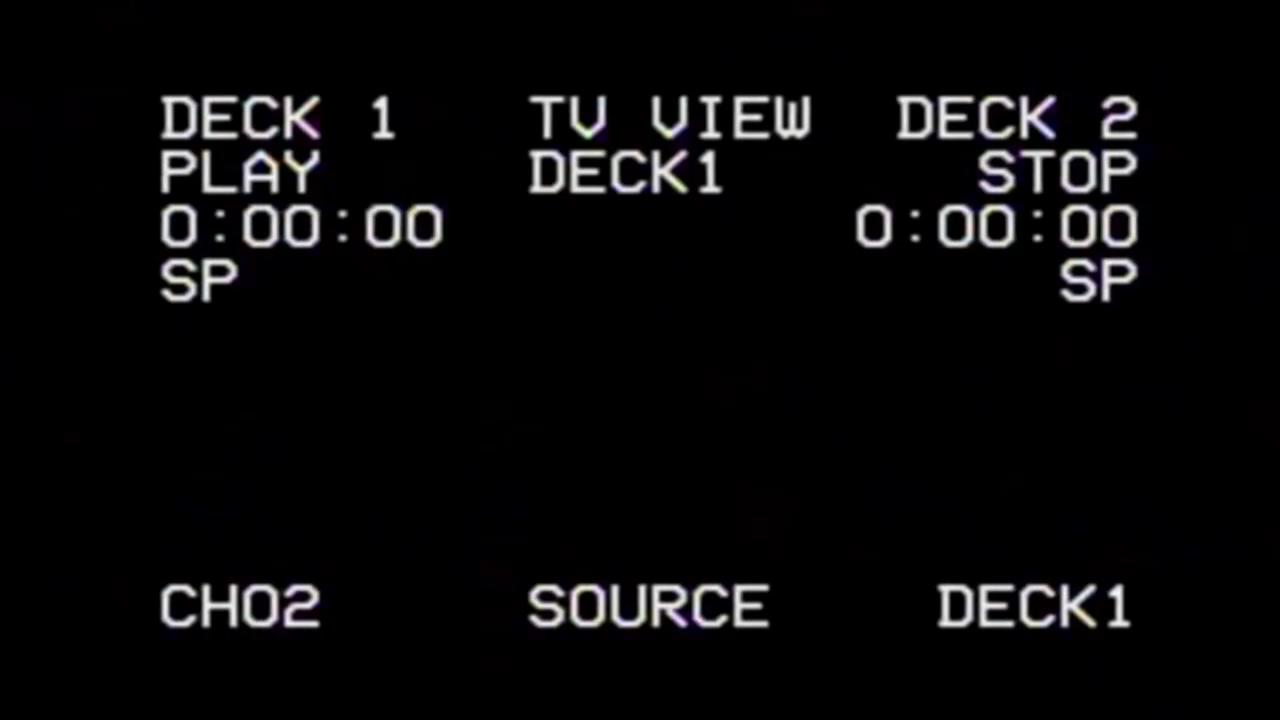 DECK 1 TV VIEW DECK 2
PLAY DECK1 STOP
0:00:00 0:00:00
SP SP
CH02 SOURCE DECK1